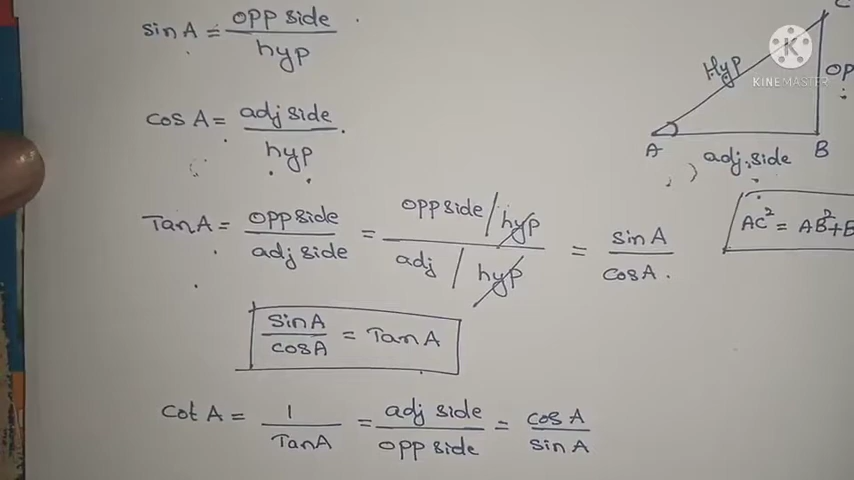 sin A = opp side / hyp
cos A = adj side / hyp
Tan A = opp side / adj side = opp side / hyp / adj / hyp = sin A / cos A .
sin A / cos A = Tan A
cot A = 1 / Tan A = adj side / opp side = cos A / sin A
C
Hyp
KINEMASTER
A
adj, side
B
AC² = AB² +